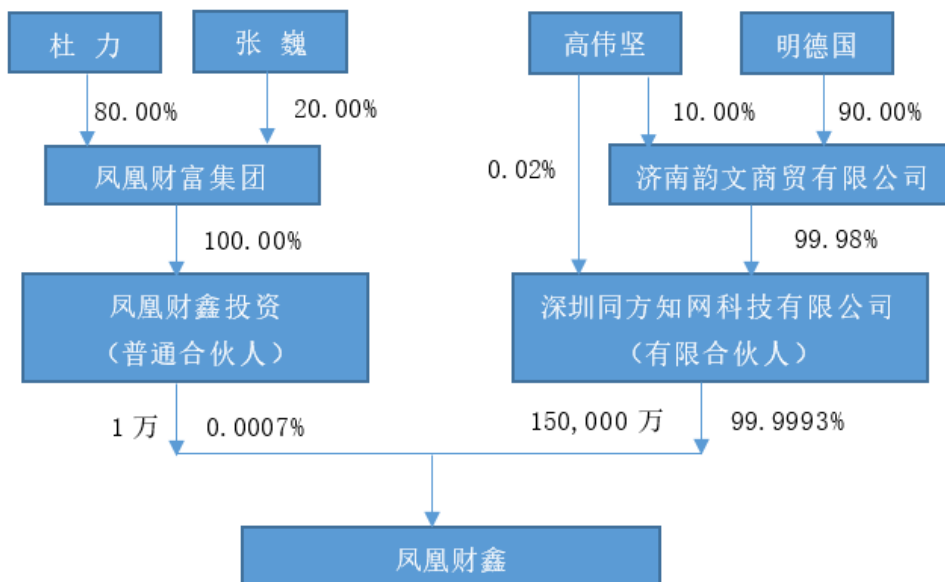 杜 力
张 巍
高伟坚
明德国
80.00%
20.00%
10.00%
90.00%
0.02%
凤凰财富集团
济南韵文商贸有限公司
100.00%
99.98%
凤凰财鑫投资
（普通合伙人）
深圳同方知网科技有限公司
（有限合伙人）
1 万
0.0007%
150,000 万
99.9993%
凤凰财鑫